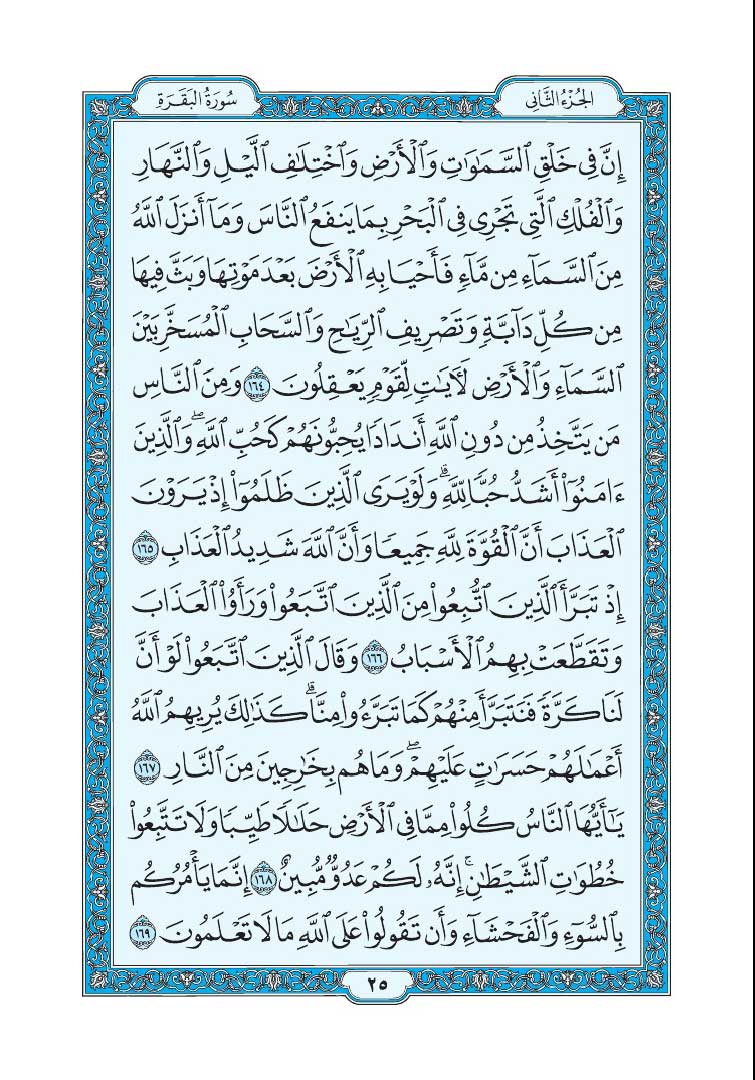 الجُزْءُ الثَّانِي
سُورَةُ البَقَرَةِ
إِنَّ فِى خَلْقِ ٱلسَّمَٰوَٰتِ وَٱلْأَرْضِ وَٱخْتِلَٰفِ ٱلَّيْلِ وَٱلنَّهَارِ
وَٱلْفُلْكِ ٱلَّتِى تَجْرِى فِى ٱلْبَحْرِ بِمَا يَنفَعُ ٱلنَّاسَ وَمَآ أَنزَلَ ٱللَّهُ
مِنَ ٱلسَّمَآءِ مِن مَّآءٍ فَأَحْيَا بِهِ ٱلْأَرْضَ بَعْدَ مَوْتِهَا وَبَثَّ فِيهَا
مِن كُلِّ دَآبَّةٍ وَتَصْرِيفِ ٱلرِّيَٰحِ وَٱلسَّحَابِ ٱلْمُسَخَّرِ بَيْنَ
ٱلسَّمَآءِ وَٱلْأَرْضِ لَءَايَٰتٍ لِّقَوْمٍ يَعْقِلُونَ ١٦٤ وَمِنَ ٱلنَّاسِ
مَن يَتَّخِذُ مِن دُونِ ٱللَّهِ أَندَادًا يُحِبُّونَهُمْ كَحُبِّ ٱللَّهِۖ وَٱلَّذِينَ
ءَامَنُوٓا۟ أَشَدُّ حُبًّا لِّلَّهِۗ وَلَوْ يَرَى ٱلَّذِينَ ظَلَمُوٓا۟ إِذْ يَرَوْنَ
ٱلْعَذَابَ أَنَّ ٱلْقُوَّةَ لِلَّهِ جَمِيعًا وَأَنَّ ٱللَّهَ شَدِيدُ ٱلْعَذَابِ ١٦٥
إِذْ تَبَرَّأَ ٱلَّذِينَ ٱتُّبِعُوا۟ مِنَ ٱلَّذِينَ ٱتَّبَعُوا۟ وَرَأَوُا۟ ٱلْعَذَابَ
وَتَقَطَّعَتْ بِهِمُ ٱلْأَسْبَابُ ١٦٦ وَقَالَ ٱلَّذِينَ ٱتَّبَعُوا۟ لَوْ أَنَّ
لَنَا كَرَّةً فَنَتَبَرَّأَ مِنْهُمْ كَمَا تَبَرَّءُوا۟ مِنَّاۗ كَذَٰلِكَ يُرِيهِمُ ٱللَّهُ
أَعْمَٰلَهُمْ حَسَرَٰتٍ عَلَيْهِمْۖ وَمَا هُم بِخَٰرِجِينَ مِنَ ٱلنَّارِ ١٦٧
يَٰٓأَيُّهَا ٱلنَّاسُ كُلُوا۟ مِمَّا فِى ٱلْأَرْضِ حَلَٰلًا طَيِّبًا وَلَا تَتَّبِعُوا۟
خُطُوَٰتِ ٱلشَّيْطَٰنِۚ إِنَّهُۥ لَكُمْ عَدُوٌّ مُّبِينٌ ١٦٨ إِنَّمَا يَأْمُرُكُم
بِٱلسُّوٓءِ وَٱلْفَحْشَآءِ وَأَن تَقُولُوا۟ عَلَى ٱللَّهِ مَا لَا تَعْلَمُونَ ١٦٩
٢٥